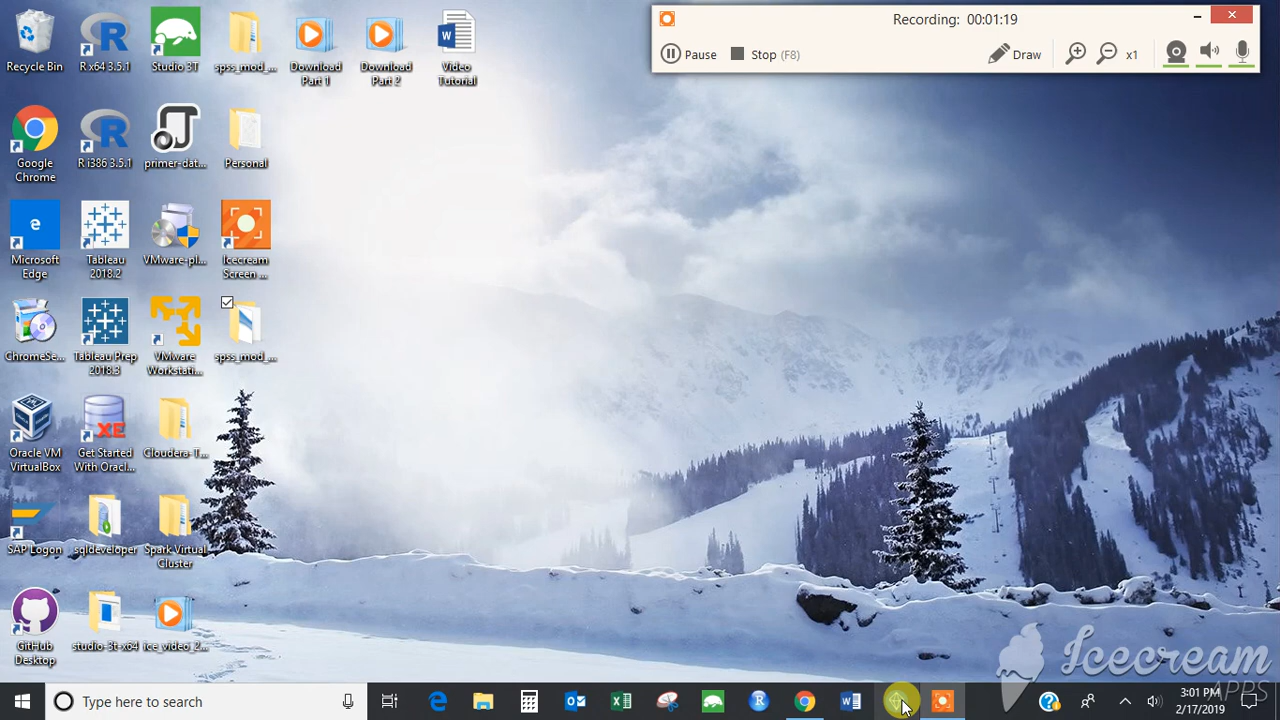 Recording: 00:01:19
Pause
Stop (F8)
Draw
x1
Recycle Bin
R x64 3.5.1
Studio 3T
spss_mod_...
Download
Part 1
Download
Part 2
Video
Tutorial
Google
Chrome
R i386 3.5.1
primer-dat...
Personal
Microsoft
Edge
Tableau
2018.2
VMware-pl...
Icecream
Screen ...
ChromeSe...
Tableau Prep
2018.3
VMware
Workstati...
spss_mod_...
Oracle VM
VirtualBox
XE
Get Started
With Oracl...
Cloudera-T...
SAP Logon
sqldeveloper
Spark Virtual
Cluster
GitHub
Desktop
studio-3t-x64
ice_video_2...
Icecream
APPS
Type here to search
3:01 PM
2/17/2019